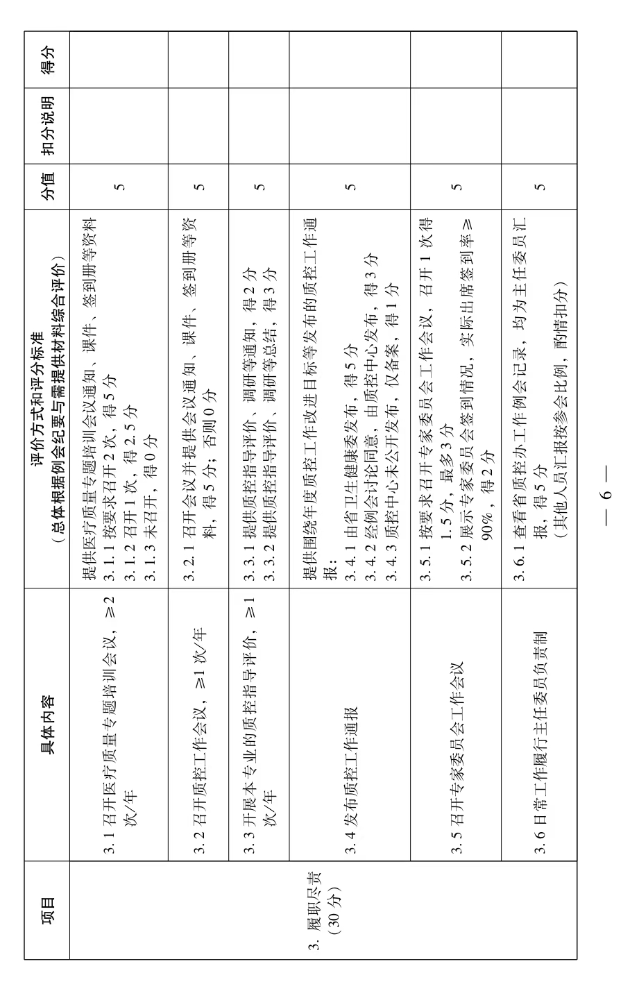 项目
具体内容
评价方式和评分标准
（总体根据例会纪要与需提供材料综合评价）
分值
扣分说明
得分
3. 履职尽责
（30 分）
3. 1 召开医疗质量专题培训会议，≥2
次/年
提供医疗质量专题培训会议通知、课件、签到册等资料
3. 1. 1 按要求召开 2 次，得 5 分
3. 1. 2 召开 1 次，得 2. 5 分
3. 1. 3 未召开，得 0 分
5
3. 2 召开质控工作会议，≥1 次/年
3. 2. 1 召开会议并提供会议通知、课件、签到册等资
料，得 5 分；否则 0 分
5
3. 3 开展本专业的质控指导评价，≥1
次/年
3. 3. 1 提供质控指导评价、调研等通知，得 2 分
3. 3. 2 提供质控指导评价、调研等总结，得 3 分
5
3. 4 发布质控工作通报
提供围绕年度质控工作改进目标等发布的质控工作通
报：
3. 4. 1 由省卫生健康委发布，得 5 分
3. 4. 2 经例会讨论同意，由质控中心发布，得 3 分
3. 4. 3 质控中心未公开发布，仅备案，得 1 分
5
3. 5 召开专家委员会工作会议
3. 5. 1 按要求召开专家委员会工作会议，召开 1 次得
1. 5 分，最多 3 分
3. 5. 2 展示专家委员会签到情况，实际出席签到率≥
90%，得 2 分
5
3. 6 日常工作履行主任委员负责制
3. 6. 1 查看省质控办工作例会记录，均为主任委员汇
报，得 5 分
（其他人员汇报按参会比例，酌情扣分）
5
— 6 —